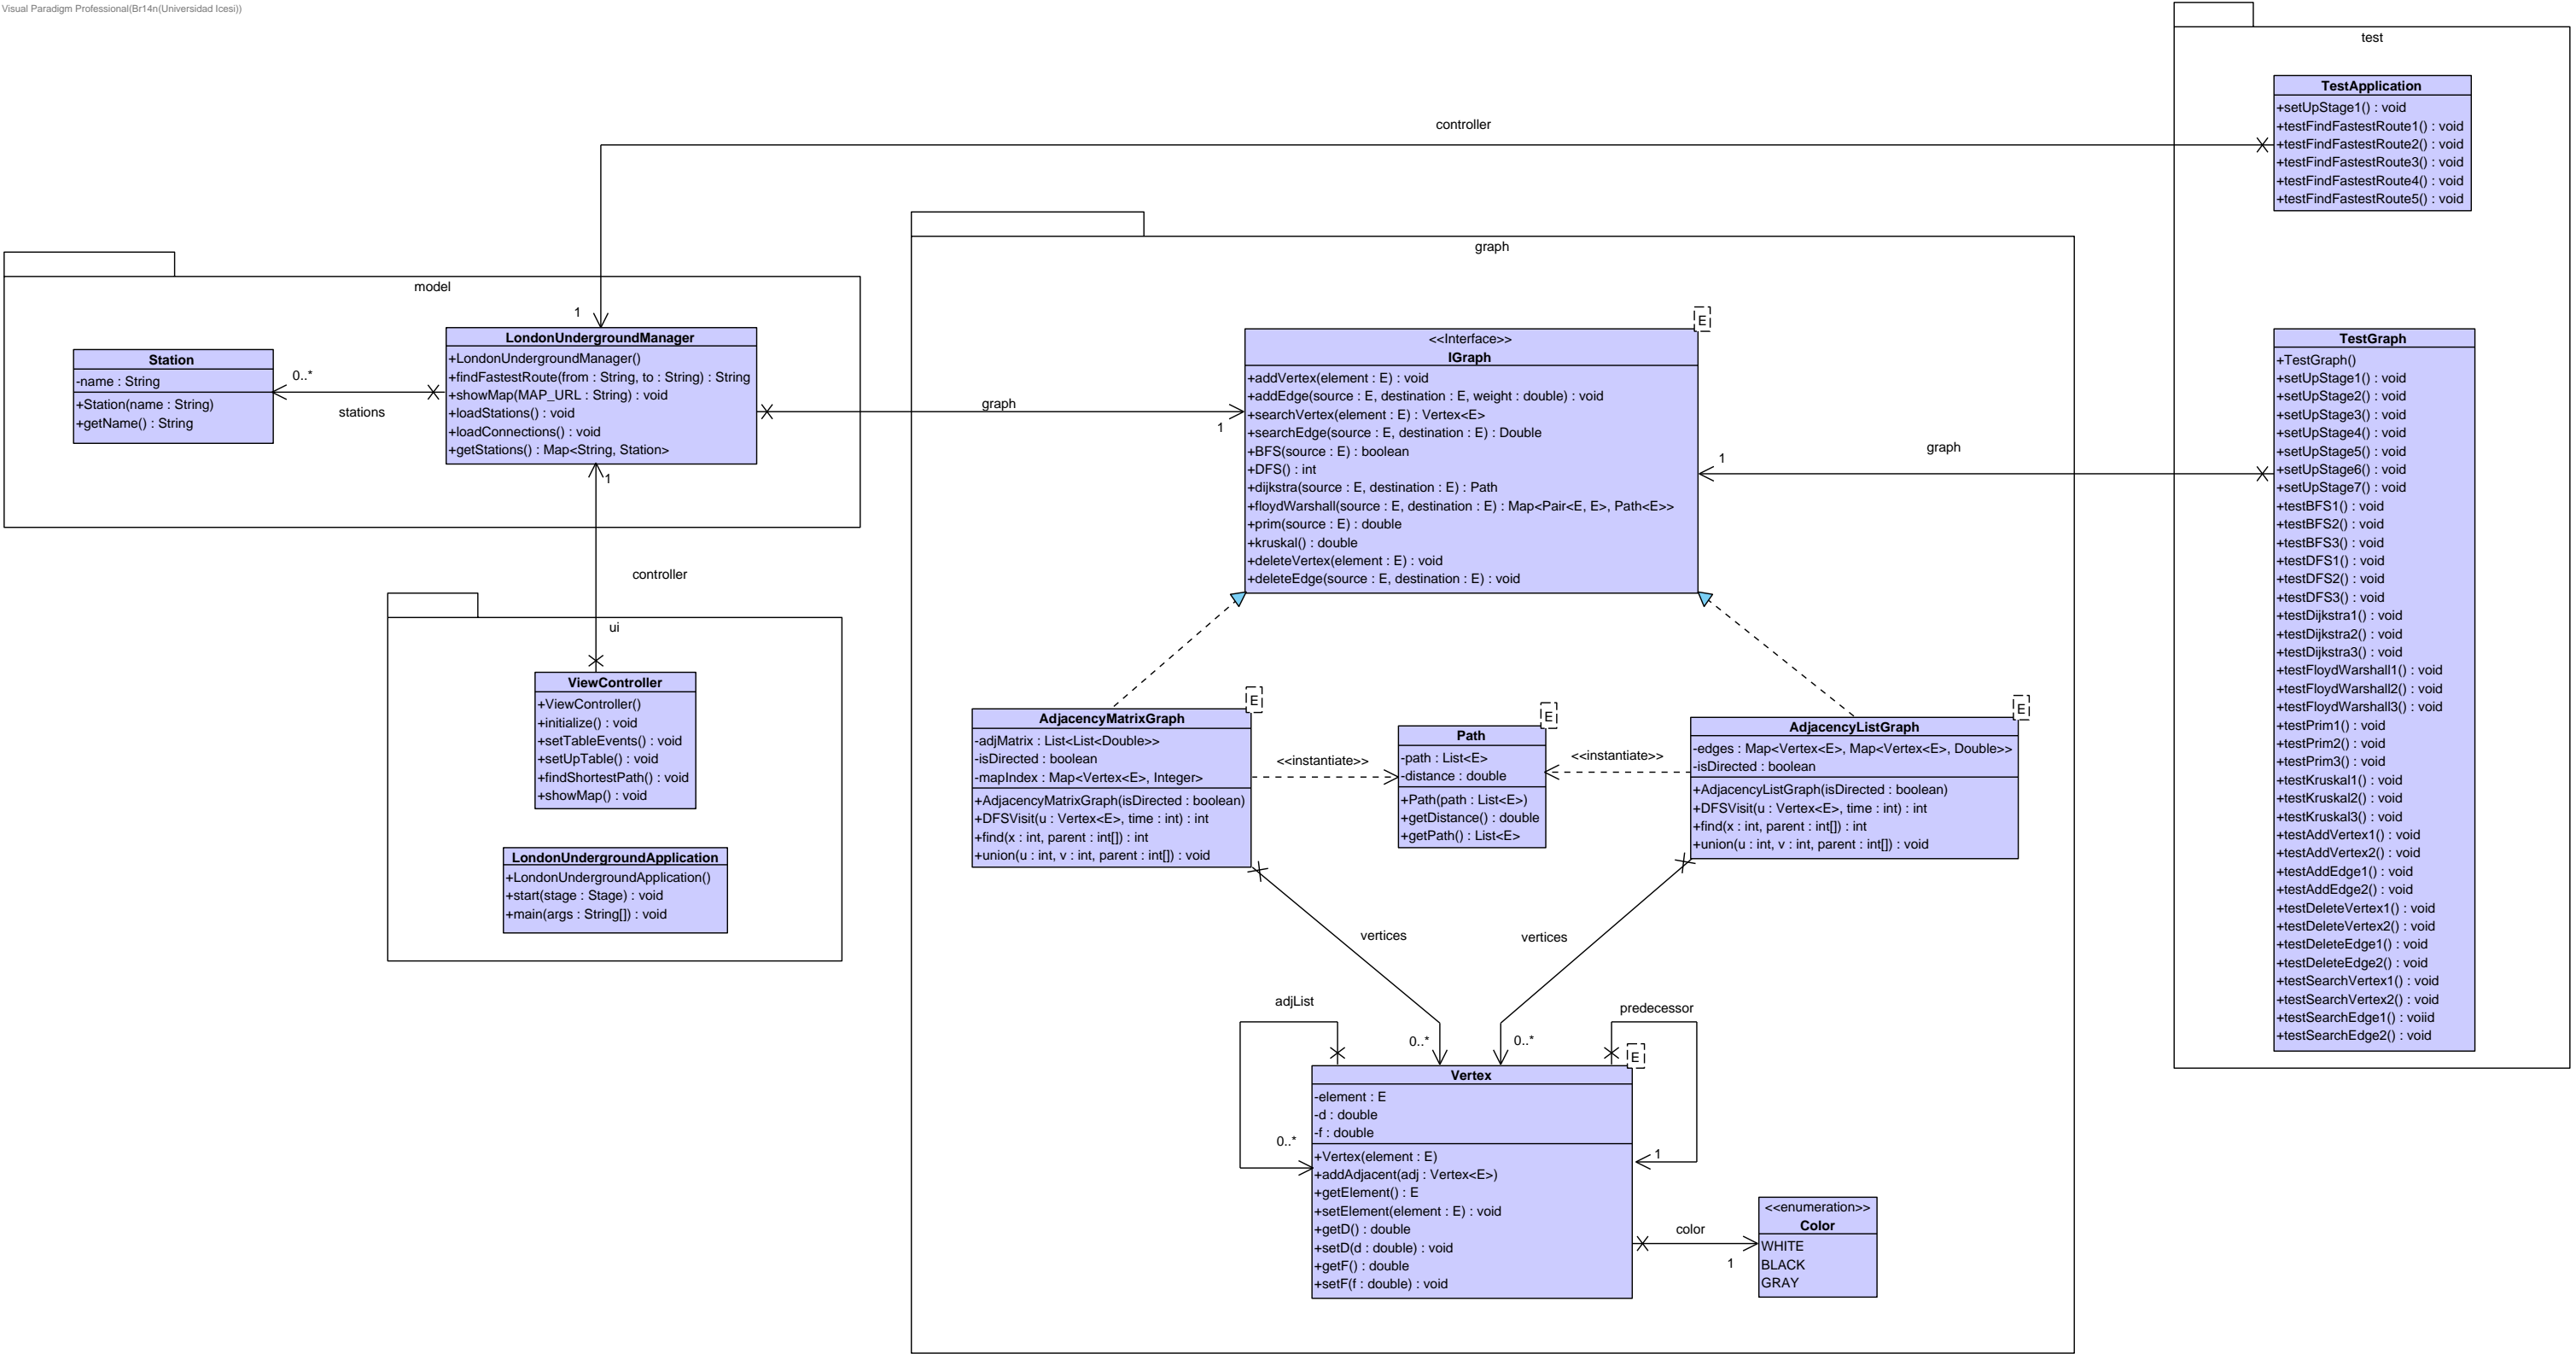 Visual Paradigm Professional(Br14n(Universidad Icesi))
test
TestApplication
+setUpStage1() : void
+testFindFastestRoute1() : void
+testFindFastestRoute2() : void
+testFindFastestRoute3() : void
+testFindFastestRoute4() : void
+testFindFastestRoute5() : void
controller
1
model
Station
-name : String
+Station(name : String)
+getName() : String
0..*
stations
LondonUndergroundManager
+LondonUndergroundManager()
+findFastestRoute(from : String, to : String) : String
+showMap(MAP_URL : String) : void
+loadStations() : void
+loadConnections() : void
+getStations() : Map<String, Station>
1
controller
graph
1
ui
ViewController
+ViewController()
+initialize() : void
+setTableEvents() : void
+setUpTable() : void
+findShortestPath() : void
+showMap() : void
LondonUndergroundApplication
+LondonUndergroundApplication()
+start(stage : Stage) : void
+main(args : String[]) : void
graph
E
<<Interface>>
IGraph
+addVertex(element : E) : void
+addEdge(source : E, destination : E, weight : double) : void
+searchVertex(element : E) : Vertex<E>
+searchEdge(source : E, destination : E) : Double
+BFS(source : E) : boolean
+DFS() : int
+dijkstra(source : E, destination : E) : Path
+floydWarshall(source : E, destination : E) : Map<Pair<E, E>, Path<E>>
+prim(source : E) : double
+kruskal() : double
+deleteVertex(element : E) : void
+deleteEdge(source : E, destination : E) : void
1
graph
E
AdjacencyMatrixGraph
-adjMatrix : List<List<Double>>
-isDirected : boolean
-mapIndex : Map<Vertex<E>, Integer>
+AdjacencyMatrixGraph(isDirected : boolean)
+DFSVisit(u : Vertex<E>, time : int) : int
+find(x : int, parent : int[]) : int
+union(u : int, v : int, parent : int[]) : void
<<instantiate>>
E
Path
-path : List<E>
-distance : double
+Path(path : List<E>)
+getDistance() : double
+getPath() : List<E>
<<instantiate>>
E
AdjacencyListGraph
-edges : Map<Vertex<E>, Map<Vertex<E>, Double>>
-isDirected : boolean
+AdjacencyListGraph(isDirected : boolean)
+DFSVisit(u : Vertex<E>, time : int) : int
+find(x : int, parent : int[]) : int
+union(u : int, v : int, parent : int[]) : void
vertices
vertices
adjList
0..*
0..*
predecessor
0..*
1
E
Vertex
-element : E
-d : double
-f : double
+Vertex(element : E)
+addAdjacent(adj : Vertex<E>)
+getElement() : E
+setElement(element : E) : void
+getD() : double
+setD(d : double) : void
+getF() : double
+setF(f : double) : void
color
1
<<enumeration>>
Color
WHITE
BLACK
GRAY
TestGraph
+TestGraph()
+setUpStage1() : void
+setUpStage2() : void
+setUpStage3() : void
+setUpStage4() : void
+setUpStage5() : void
+setUpStage6() : void
+setUpStage7() : void
+testBFS1() : void
+testBFS2() : void
+testBFS3() : void
+testDFS1() : void
+testDFS2() : void
+testDFS3() : void
+testDijkstra1() : void
+testDijkstra2() : void
+testDijkstra3() : void
+testFloydWarshall1() : void
+testFloydWarshall2() : void
+testFloydWarshall3() : void
+testPrim1() : void
+testPrim2() : void
+testPrim3() : void
+testKruskal1() : void
+testKruskal2() : void
+testKruskal3() : void
+testAddVertex1() : void
+testAddVertex2() : void
+testAddEdge1() : void
+testAddEdge2() : void
+testDeleteVertex1() : void
+testDeleteVertex2() : void
+testDeleteEdge1() : void
+testDeleteEdge2() : void
+testSearchVertex1() : void
+testSearchVertex2() : void
+testSearchEdge1() : voiid
+testSearchEdge2() : void